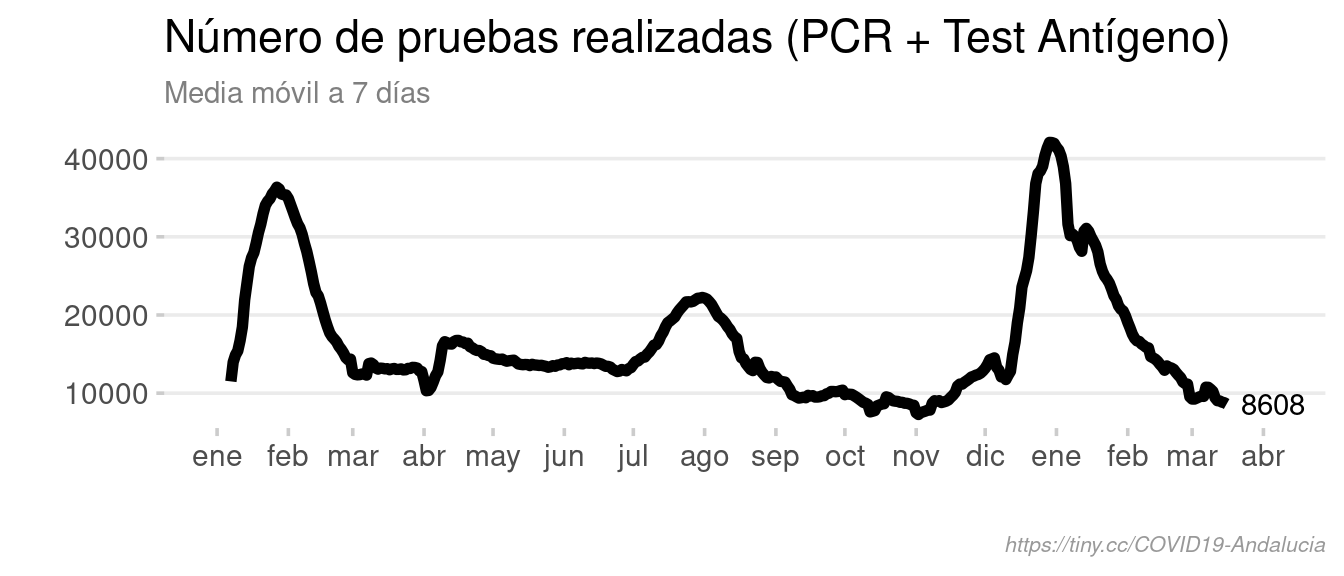 Número de pruebas realizadas (PCR + Test Antígeno)
Media móvil a 7 días
40000
30000
20000
10000
8608
ene feb mar abr may jun jul ago sep oct nov dic ene feb mar abr
https://tiny.cc/COVID19-Andalucia